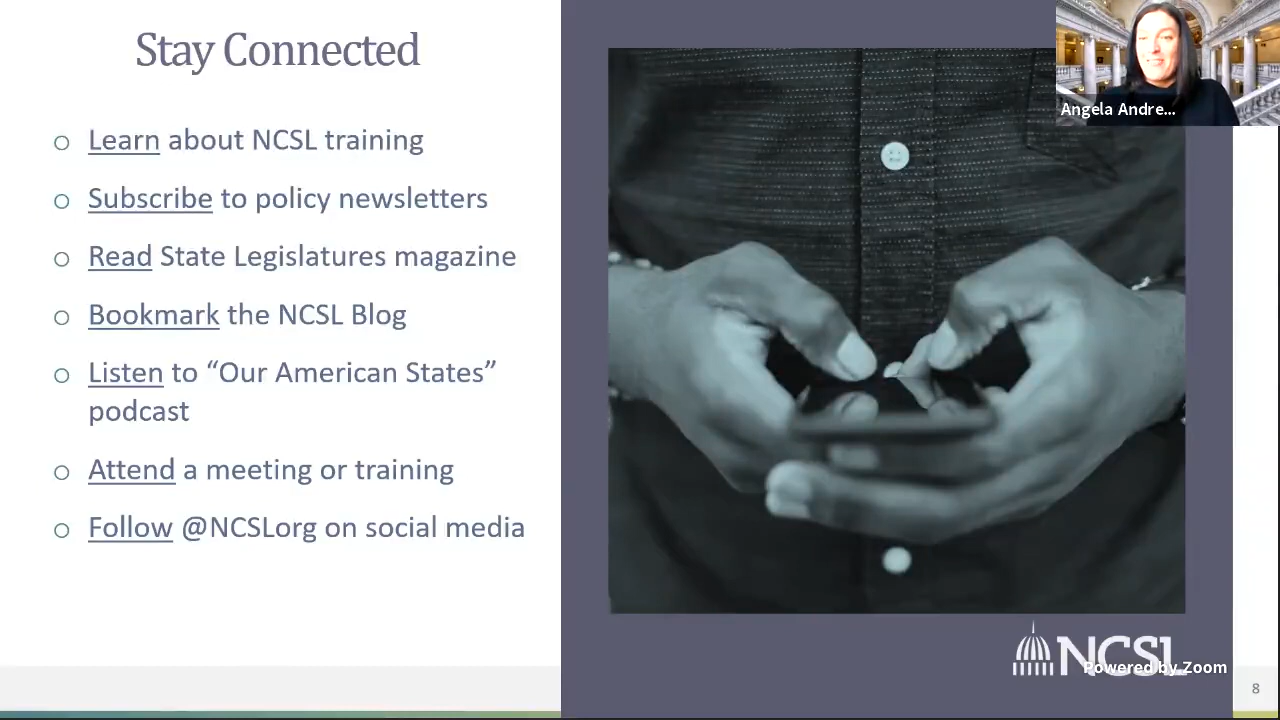 Stay Connected
Angela Andre...
Learn about NCSL training
Subscribe to policy newsletters
Read State Legislatures magazine
Bookmark the NCSL Blog
Listen to “Our American States”
podcast
Attend a meeting or training
Follow @NCSLorg on social media
NCSL
Powered by Zoom
8